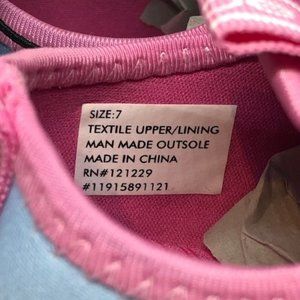 SIZE:7
TEXTILE UPPER/LINING
MAN MADE OUTSOLE
MADE IN CHINA
RN#121229
#11915891121